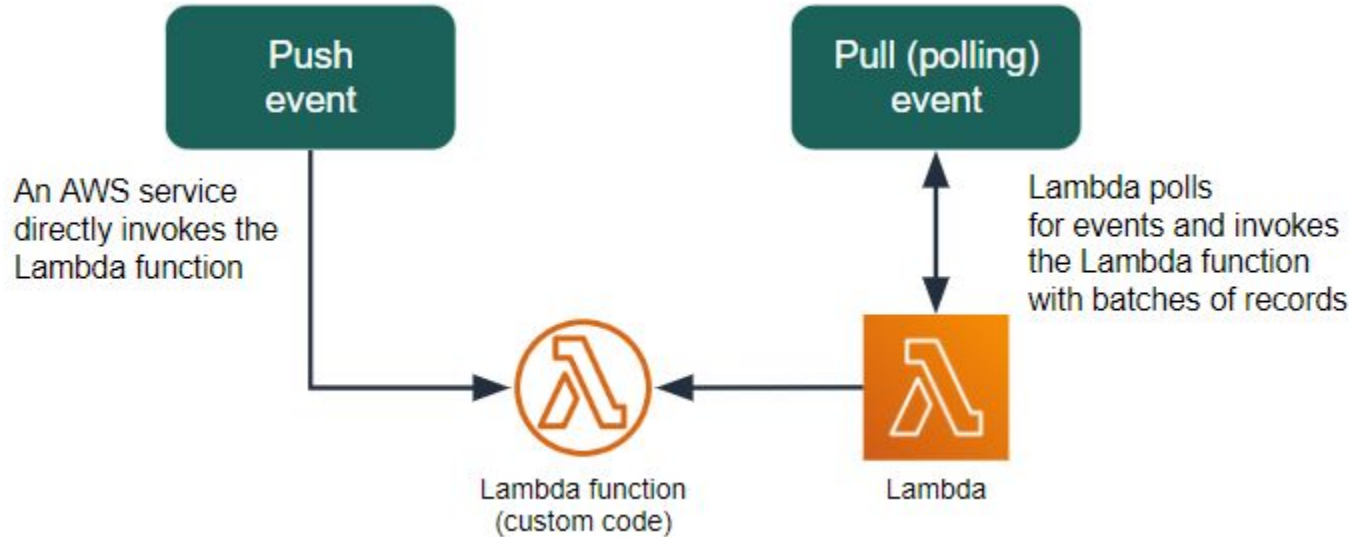 Push
event
Pull (polling)
event
An AWS service
directly invokes the
Lambda function
Lambda polls
for events and invokes
the Lambda function
with batches of records
Lambda function
(custom code)
Lambda